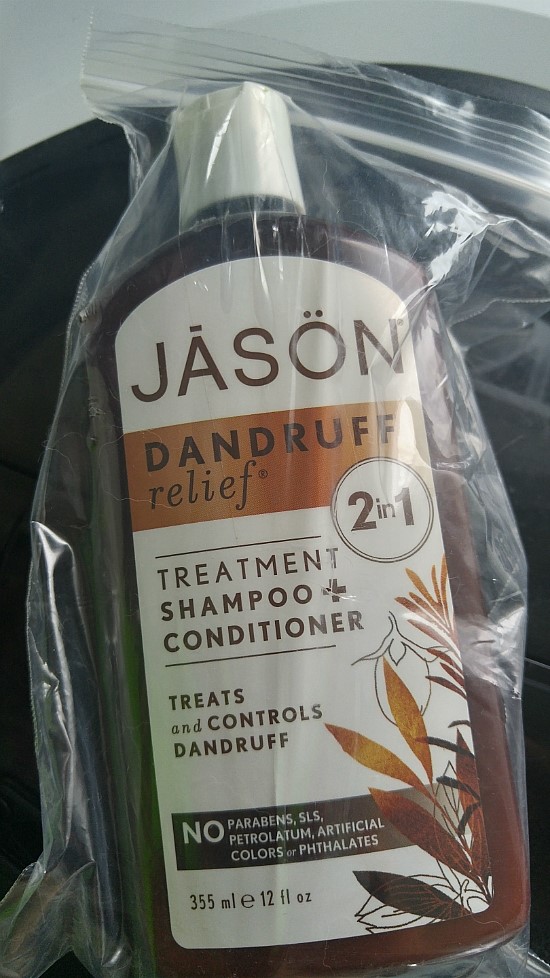 JĀSÖN
DANDRUFF
relief®
2in1
TREATMENT
SHAMPOO +
CONDITIONER
TREATS
and CONTROLS
DANDRUFF
NO PARABENS, SLS,
PETROLATUM, ARTIFICIAL
COLORS or PHTHALATES
355 ml e 12 fl oz